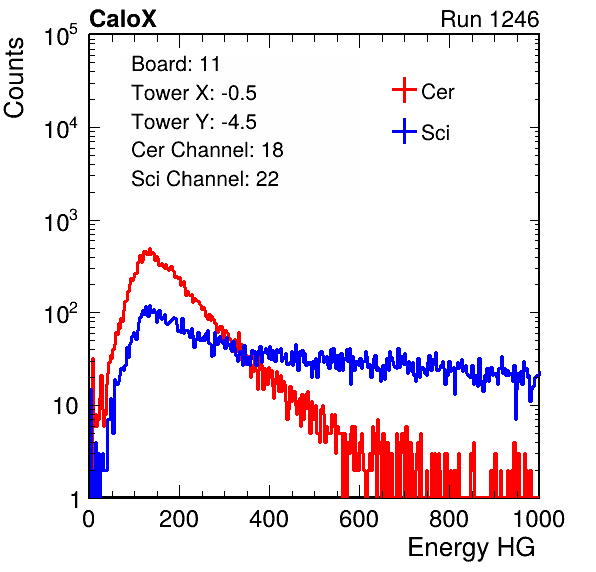 CaloX Run 1246
Counts
10^5
10^4
10^3
10^2
10
1
Board: 11
Tower X: -0.5
Tower Y: -4.5
Cer Channel: 18
Sci Channel: 22
Cer
Sci
0 200 400 600 800 1000
Energy HG